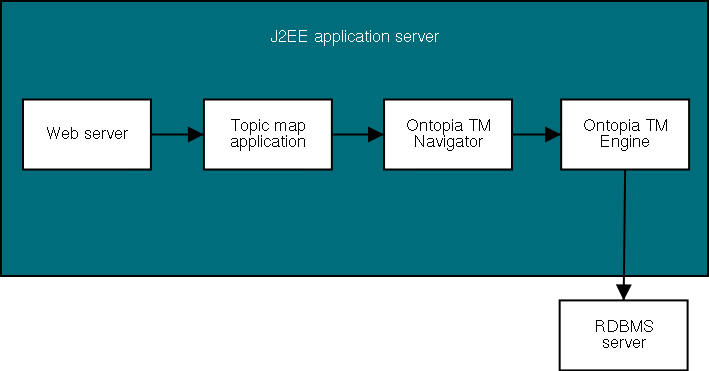 J2EE application server
Web server
Topic map
application
Ontopia TM
Navigator
Ontopia TM
Engine
RDBMS
server